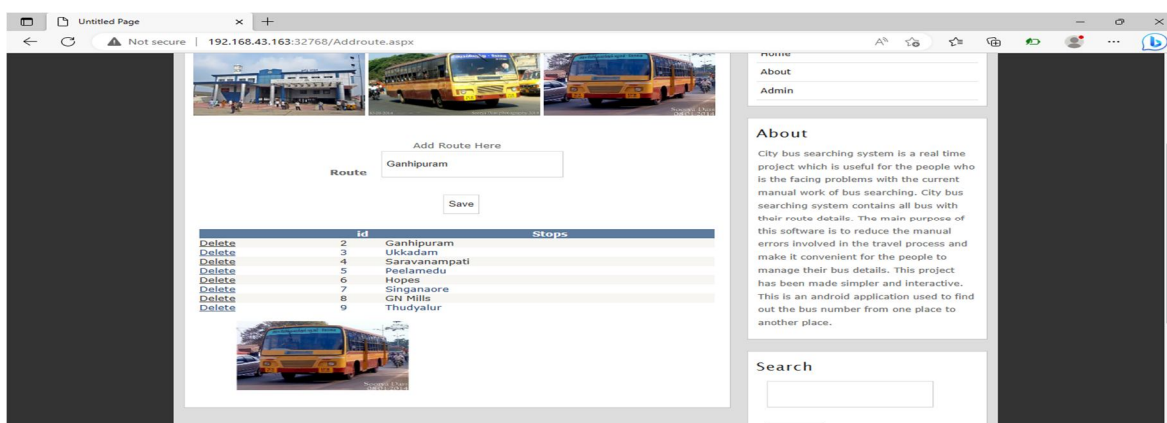 Untitled Page
Not secure | 192.168.43.163:32768/Addroute.aspx
Home
About
Admin
Add Route Here
Route Ganhipuram
Save
id Stops
Delete 2 Ganhipuram
Delete 3 Ukkadam
Delete 4 Saravanampati
Delete 5 Peelamedu
Delete 6 Hopes
Delete 7 Singanaore
Delete 8 GN Mills
Delete 9 Thudyalur
About
City bus searching system is a real time
project which is useful for the people who
is the facing problems with the current
manual work of bus searching. City bus
searching system contains all bus with
their route details. The main purpose of
this software is to reduce the manual
errors involved in the travel process and
make it convenient for the people to
manage their bus details. This project
has been made simpler and interactive.
This is an android application used to find
out the bus number from one place to
another place.
Search